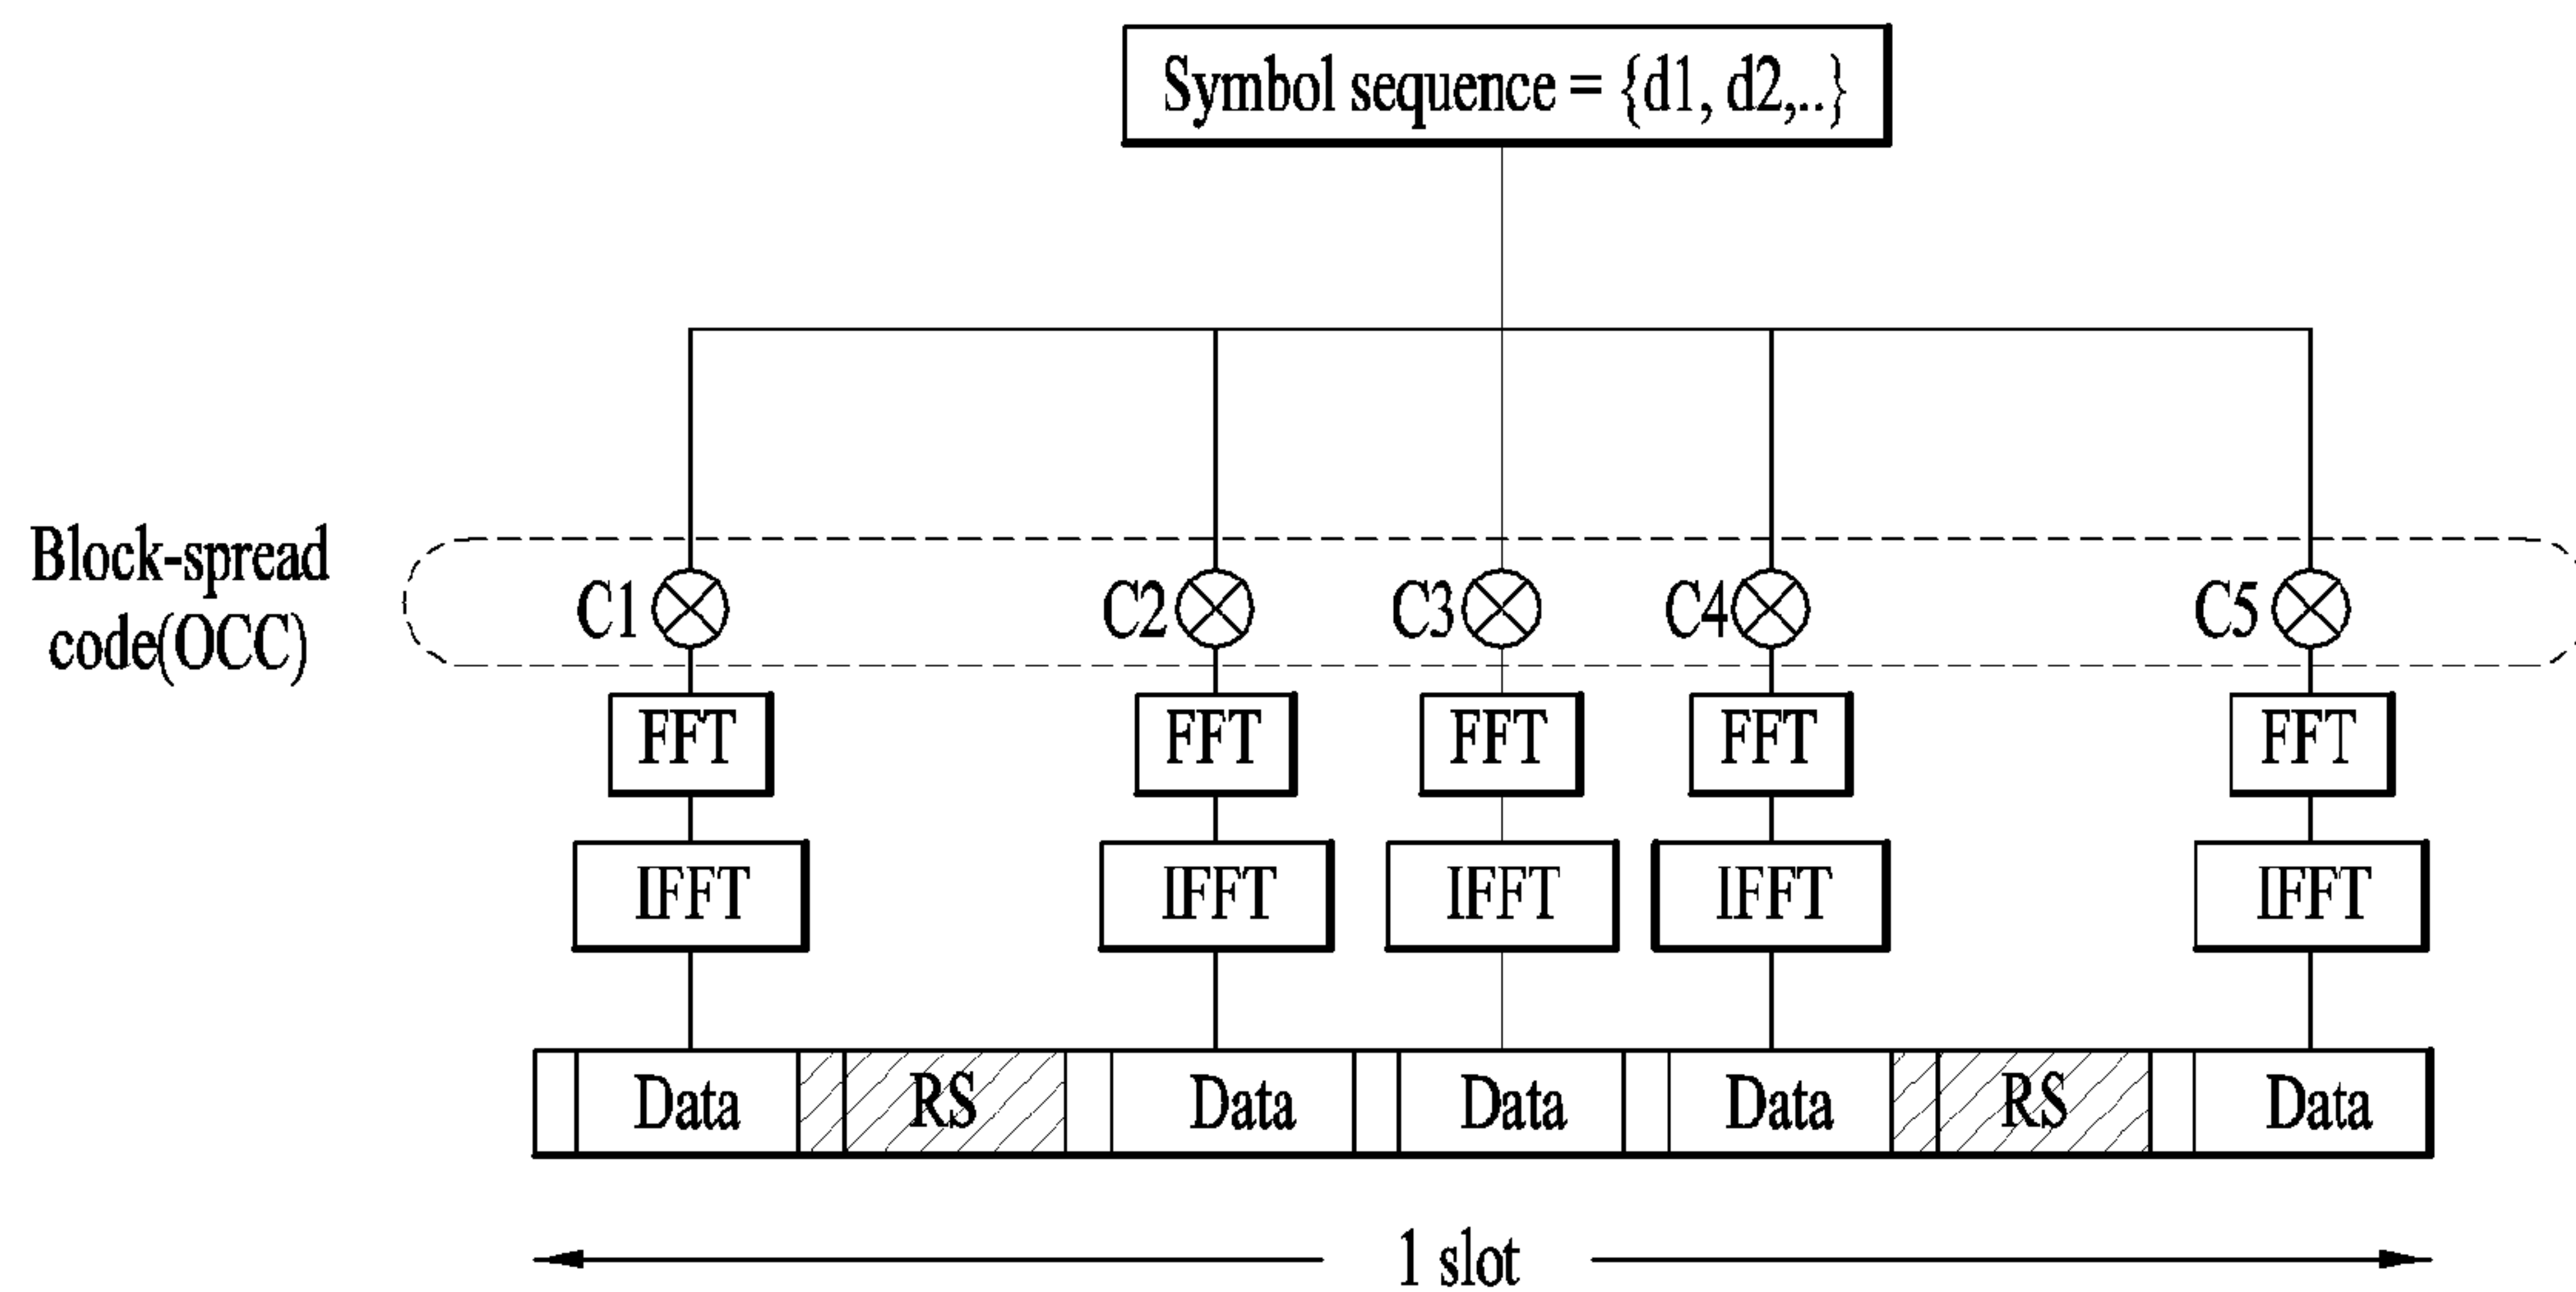 Symbol sequence = {d1, d2,..}
Block-spread
code(OCC)
C1
C2
C3
C4
C5
FFT
FFT
FFT
FFT
FFT
IFFT
IFFT
IFFT
IFFT
IFFT
Data
RS
Data
Data
Data
RS
Data
1 slot